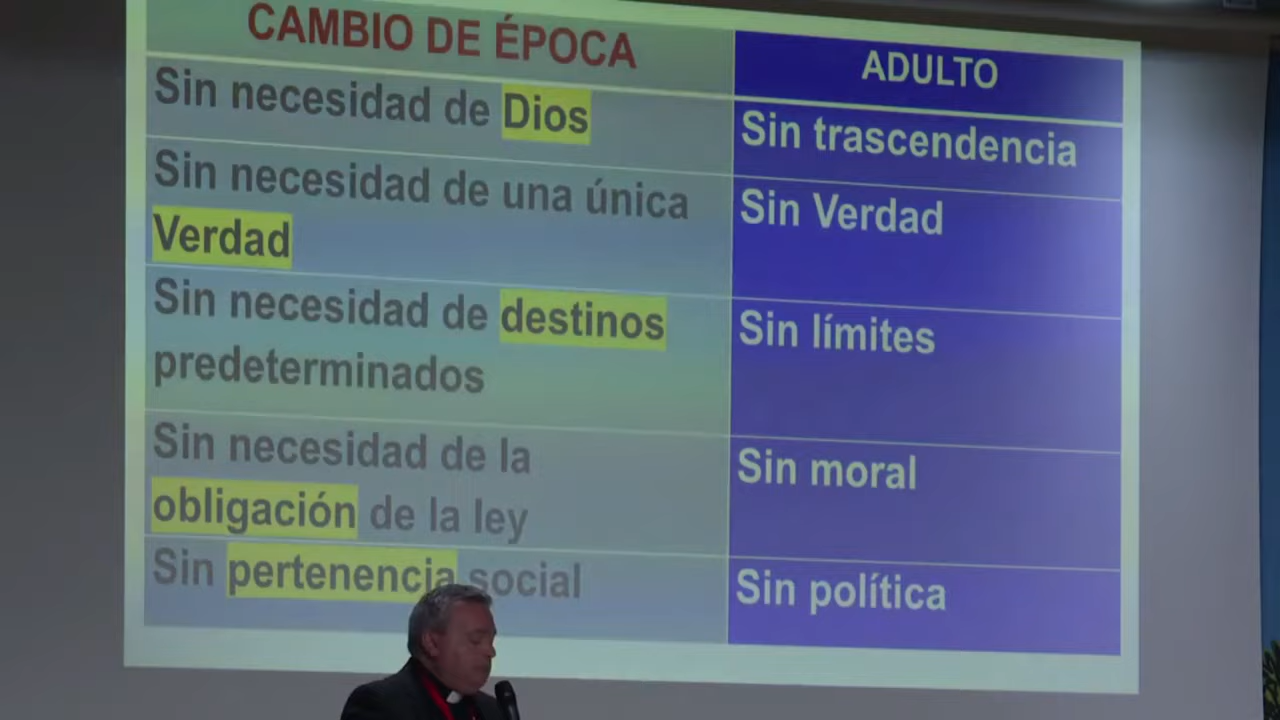 CAMBIO DE ÉPOCA
ADULTO
Sin necesidad de Dios
Sin trascendencia
Sin necesidad de una única
Verdad
Sin Verdad
Sin necesidad de destinos
predeterminados
Sin límites
Sin necesidad de la
obligación de la ley
Sin moral
Sin pertenencia social
Sin política